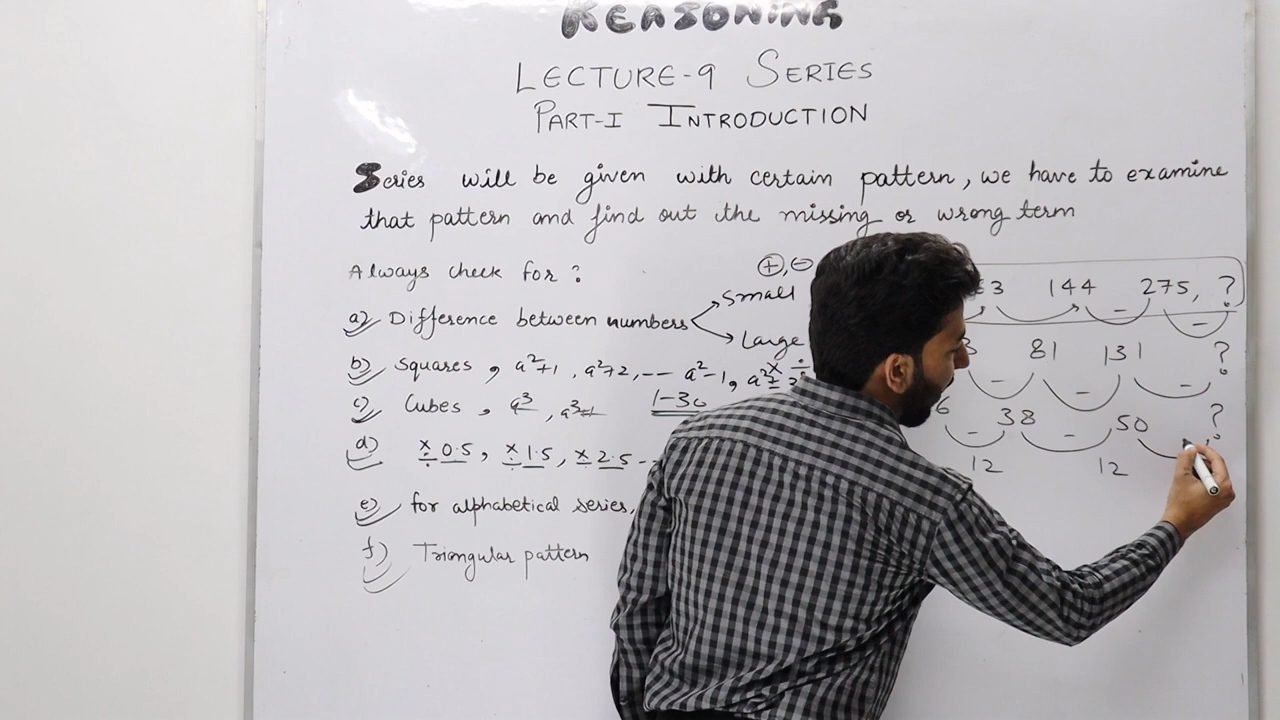 REASONING
LECTURE-9 SERIES
PART-I INTRODUCTION
Series will be given with certain pattern, we have to examine
that pattern and find out the missing or wrong term
Always check for ?
a) Difference between numbers
Small
+, -
Large
× ÷
b) Squares, a²+1, a²+2, --- a²-1,
c) Cubes, a³, a³±1
1-30
d) ×÷ 0.5, ×÷ 1.5, ×÷ 2.5 --
e) for alphabetical series,
f) Triangular pattern
63 144 275, ?
- -
81 131 ?
- - -
38 50 ?
- -
12 12